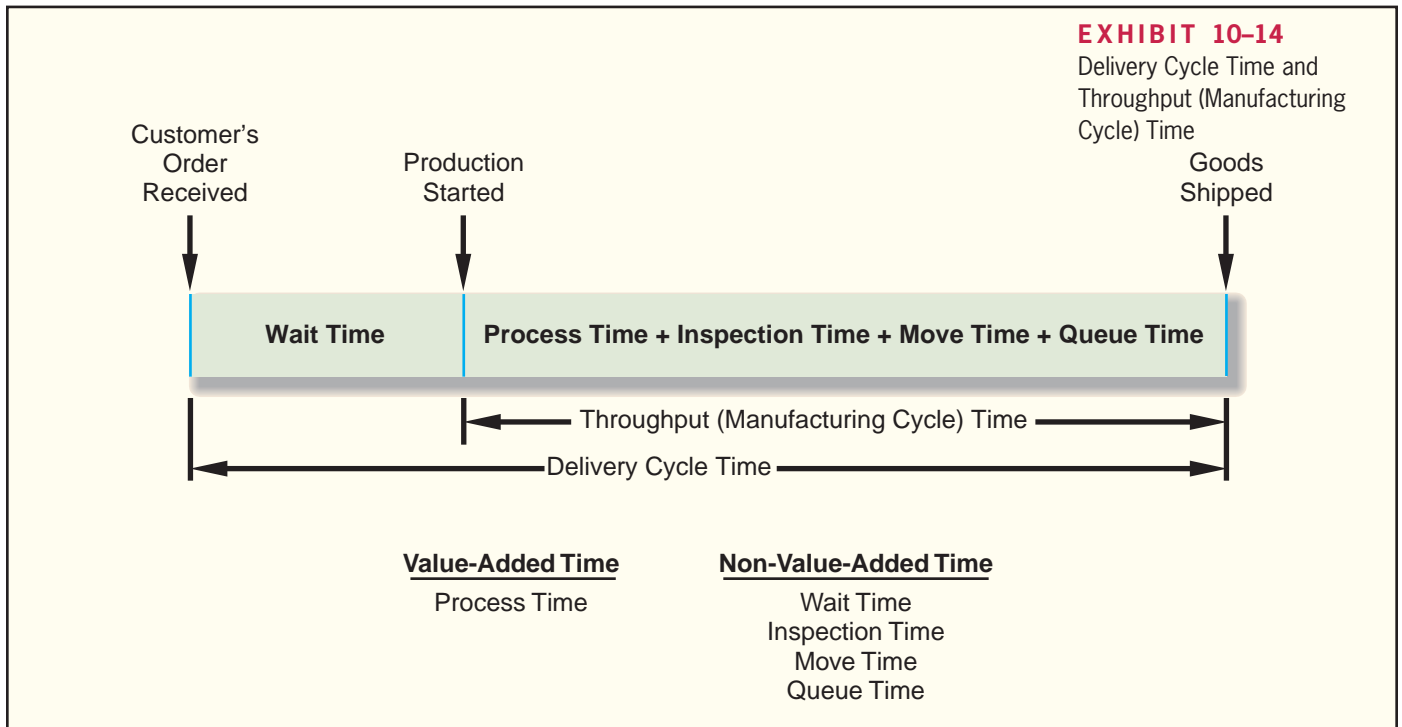 EXHIBIT 10–14
Delivery Cycle Time and
Throughput (Manufacturing
Cycle) Time
Customer's
Order
Received
Production
Started
Goods
Shipped
Wait Time
Process Time + Inspection Time + Move Time + Queue Time
Throughput (Manufacturing Cycle) Time
Delivery Cycle Time
Value-Added Time
Process Time
Non-Value-Added Time
Wait Time
Inspection Time
Move Time
Queue Time